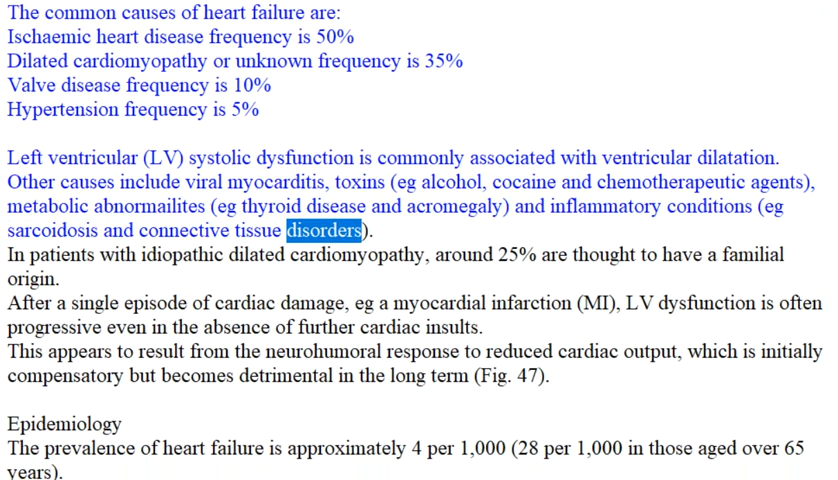 The common causes of heart failure are:
Ischaemic heart disease frequency is 50%
Dilated cardiomyopathy or unknown frequency is 35%
Valve disease frequency is 10%
Hypertension frequency is 5%
Left ventricular (LV) systolic dysfunction is commonly associated with ventricular dilatation.
Other causes include viral myocarditis, toxins (eg alcohol, cocaine and chemotherapeutic agents),
metabolic abnormailites (eg thyroid disease and acromegaly) and inflammatory conditions (eg
sarcoidosis and connective tissue disorders).
In patients with idiopathic dilated cardiomyopathy, around 25% are thought to have a familial
origin.
After a single episode of cardiac damage, eg a myocardial infarction (MI), LV dysfunction is often
progressive even in the absence of further cardiac insults.
This appears to result from the neurohumoral response to reduced cardiac output, which is initially
compensatory but becomes detrimental in the long term (Fig. 47).
Epidemiology
The prevalence of heart failure is approximately 4 per 1,000 (28 per 1,000 in those aged over 65
years).